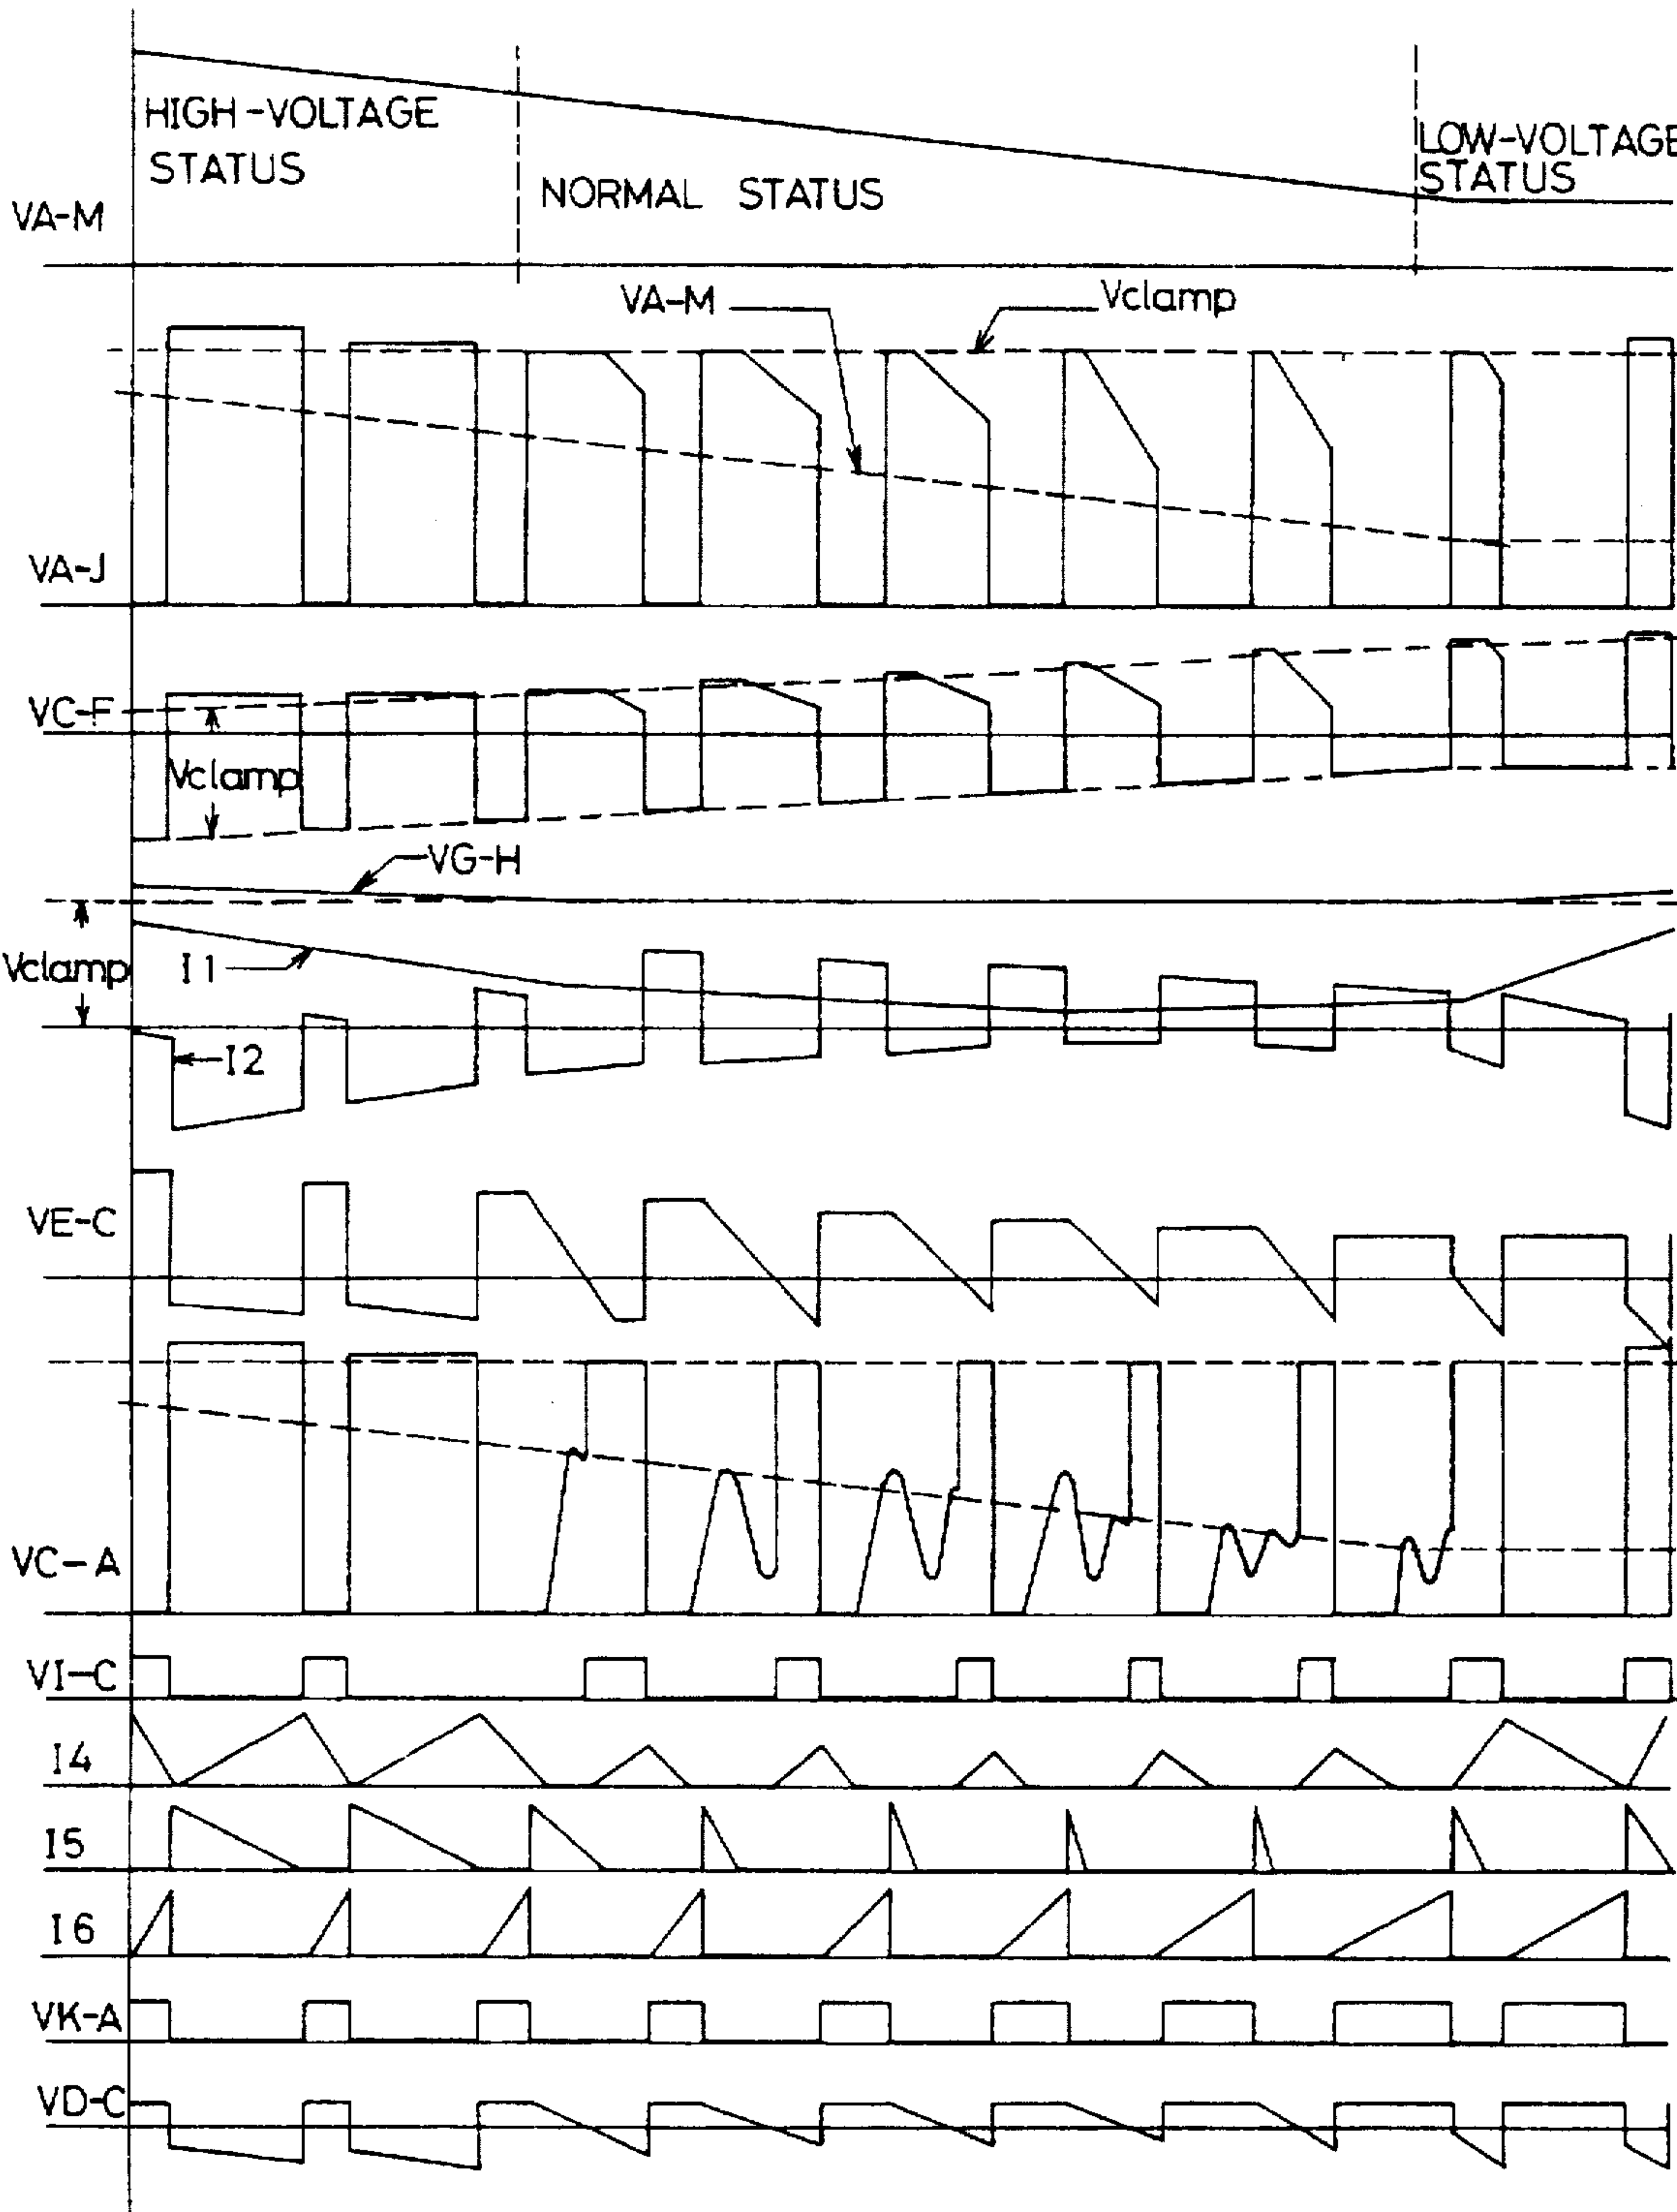 HIGH-VOLTAGE
STATUS
NORMAL STATUS
LOW-VOLTAGE
STATUS
VA-M
VA-M
Vclamp
VA-J
VC-F
Vclamp
VG-H
Vclamp
I1
I2
VE-C
VC-A
VI-C
I4
I5
I6
VK-A
VD-C